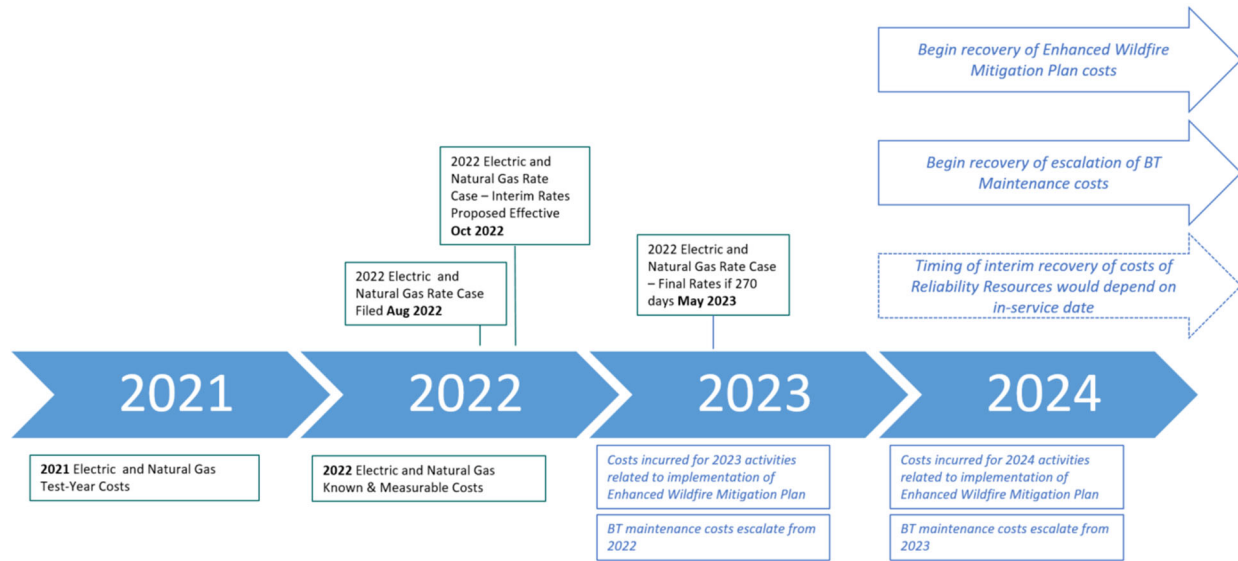 Begin recovery of Enhanced Wildfire
Mitigation Plan costs
Begin recovery of escalation of BT
Maintenance costs
Timing of interim recovery of costs of
Reliability Resources would depend on
in-service date
2022 Electric and
Natural Gas Rate
Case – Interim Rates
Proposed Effective
Oct 2022
2022 Electric and
Natural Gas Rate Case
Filed Aug 2022
2022 Electric and
Natural Gas Rate Case
– Final Rates if 270
days May 2023
2021
2022
2023
2024
2021 Electric and Natural Gas
Test-Year Costs
2022 Electric and Natural Gas
Known & Measurable Costs
Costs incurred for 2023 activities
related to implementation of
Enhanced Wildfire Mitigation Plan
BT maintenance costs escalate from
2022
Costs incurred for 2024 activities
related to implementation of
Enhanced Wildfire Mitigation Plan
BT maintenance costs escalate from
2023